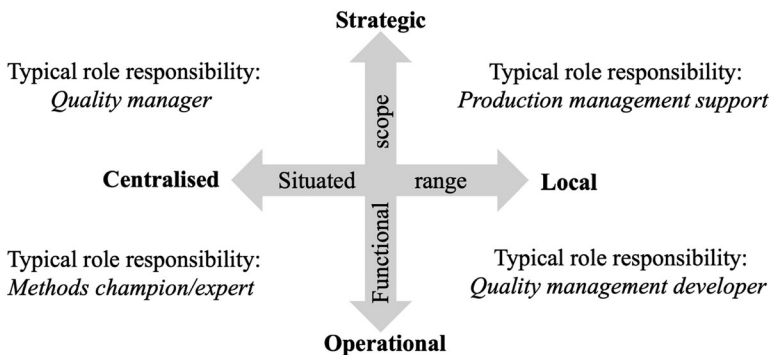 Strategic
Typical role responsibility:
Quality manager
Typical role responsibility:
Production management support
scope
Centralised
Situated
range
Local
Functional
Typical role responsibility:
Methods champion/expert
Typical role responsibility:
Quality management developer
Operational